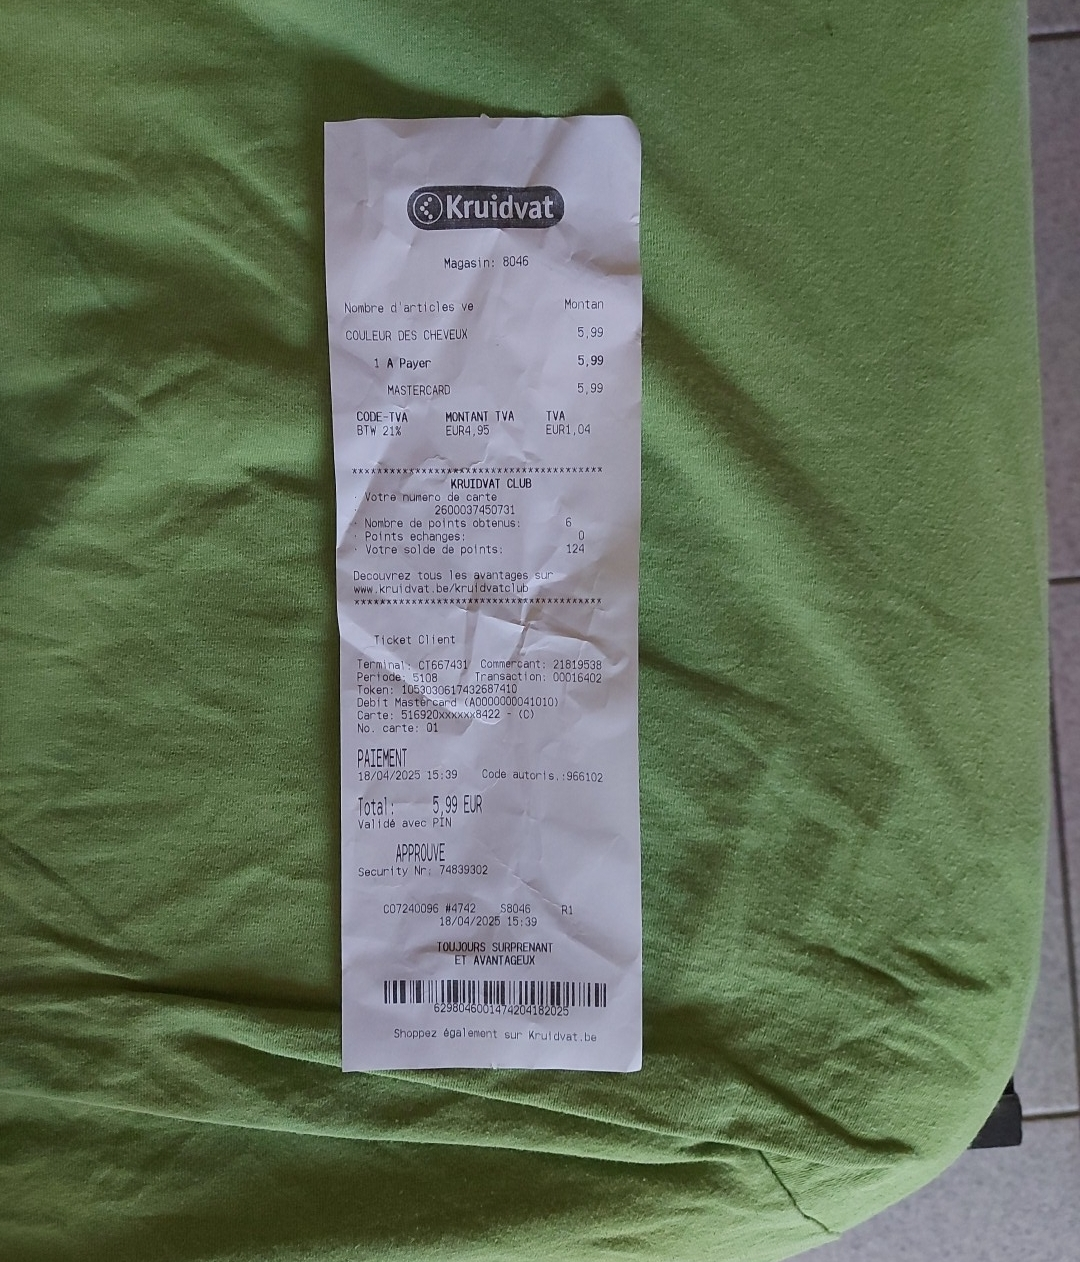 Kruidvat
Magasin: 8046
Nombre d'articles ve Montan
COULEUR DES CHEVEUX 5,99
1 A Payer 5,99
MASTERCARD 5,99
CODE-TVA MONTANT TVA TVA
BTW 21% EUR4,95 EUR1,04
****************************************
KRUIDVAT CLUB
· Votre numero de carte
· 2600037450731
· Nombre de points obtenus: 6
· Points echanges: 0
· Votre solde de points: 124
Decouvrez tous les avantages sur
www.kruidvat.be/kruidvatclub
****************************************
Ticket Client
Terminal: CT667431 Commercant: 21819538
Periode: 5108 Transaction: 00016402
Token: 1053030617432687410
Debit Mastercard (A0000000041010)
Carte: 516920xxxxxx8422 - (C)
No. carte: 01
PAIEMENT
18/04/2025 15:39 Code autoris.:966102
Total: 5,99 EUR
Validé avec PIN
APPROUVE
Security Nr: 74839302
C07240096 #4742 S8046 R1
18/04/2025 15:39
TOUJOURS SURPRENANT
ET AVANTAGEUX
6298046001474204182025
Shoppez également sur Kruidvat.be